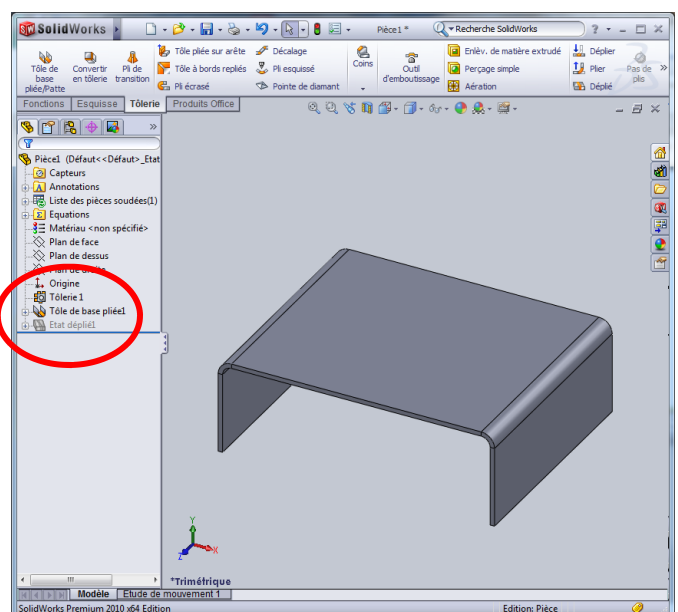 SolidWorks
Pièce1 *
Recherche SolidWorks
Tôle de base pliée/Patte
Convertir en tôlerie
Pli de transition
Tôle pliée sur arête
Tôle à bords repliés
Pli écrasé
Décalage
Pli esquissé
Pointe de diamant
Coins
Outil d'emboutissage
Enlèv. de matière extrudé
Perçage simple
Aération
Déplier
Plier
Déplié
Pas de plis
Fonctions Esquisse Tôlerie Produits Office
Pièce1 (Défaut<<Défaut>_Etat
Capteurs
Annotations
Liste des pièces soudées(1)
Equations
Matériau <non spécifié>
Plan de face
Plan de dessus
Plan de droite
Origine
Tôlerie1
Tôle de base pliée1
Etat déplié1
Y
X
Z
*Trimétrique
Modèle Etude de mouvement 1
SolidWorks Premium 2010 x64 Edition
Edition: Pièce